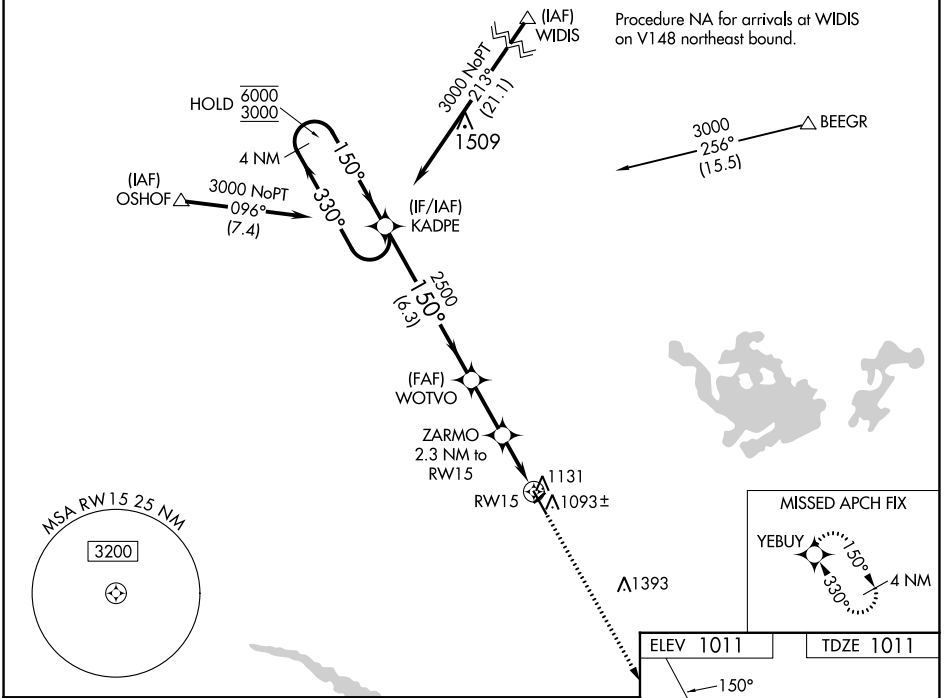 (IAF)
WIDIS
Procedure NA for arrivals at WIDIS
on V148 northeast bound.
3000 NoPT
213°
(21.1)
1509
HOLD 6000
3000
4 NM
150°
330°
3000
256°
(15.5)
BEEGR
(IAF)
OSHOF
3000 NoPT
096°
(7.4)
(IF/IAF)
KADPE
2500
150°
(6.3)
(FAF)
WOTVO
ZARMO
2.3 NM to
RW15
RW15
1131
1093±
MSA RW15 25 NM
3200
1393
MISSED APCH FIX
YEBUY
150°
330°
4 NM
ELEV 1011
TDZE 1011
150°